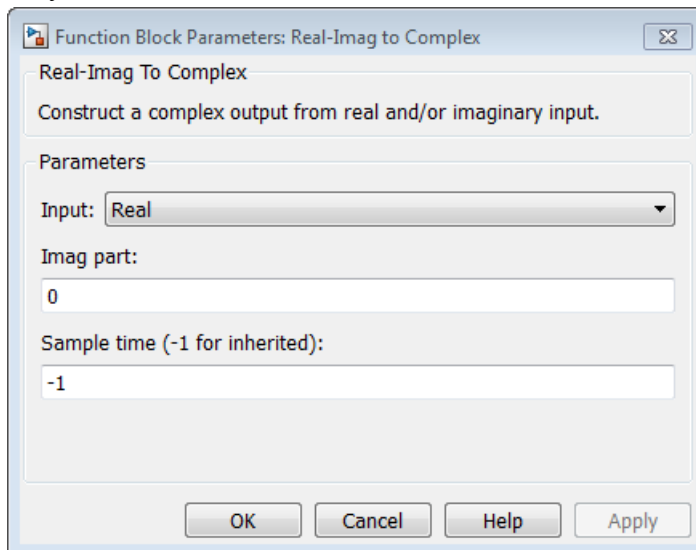 Function Block Parameters: Real-Imag to Complex
Real-Imag To Complex
Construct a complex output from real and/or imaginary input.
Parameters
Input: Real
Imag part:
0
Sample time (-1 for inherited):
-1
OK Cancel Help Apply